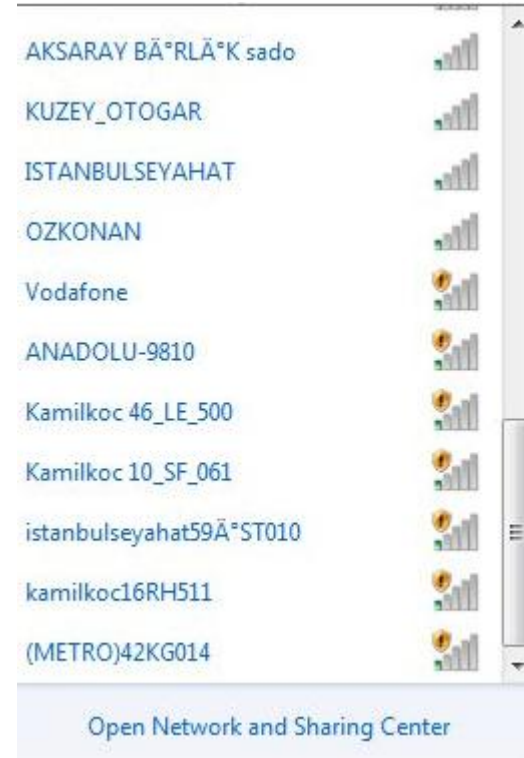 AKSARAY BÄ°RLÄ°K sado
KUZEY_OTOGAR
ISTANBULSEYAHAT
OZKONAN
Vodafone
ANADOLU-9810
Kamilkoc 46_LE_500
Kamilkoc 10_SF_061
istanbulseyahat59Ä°ST010
kamilkoc16RH511
(METRO)42KG014
Open Network and Sharing Center